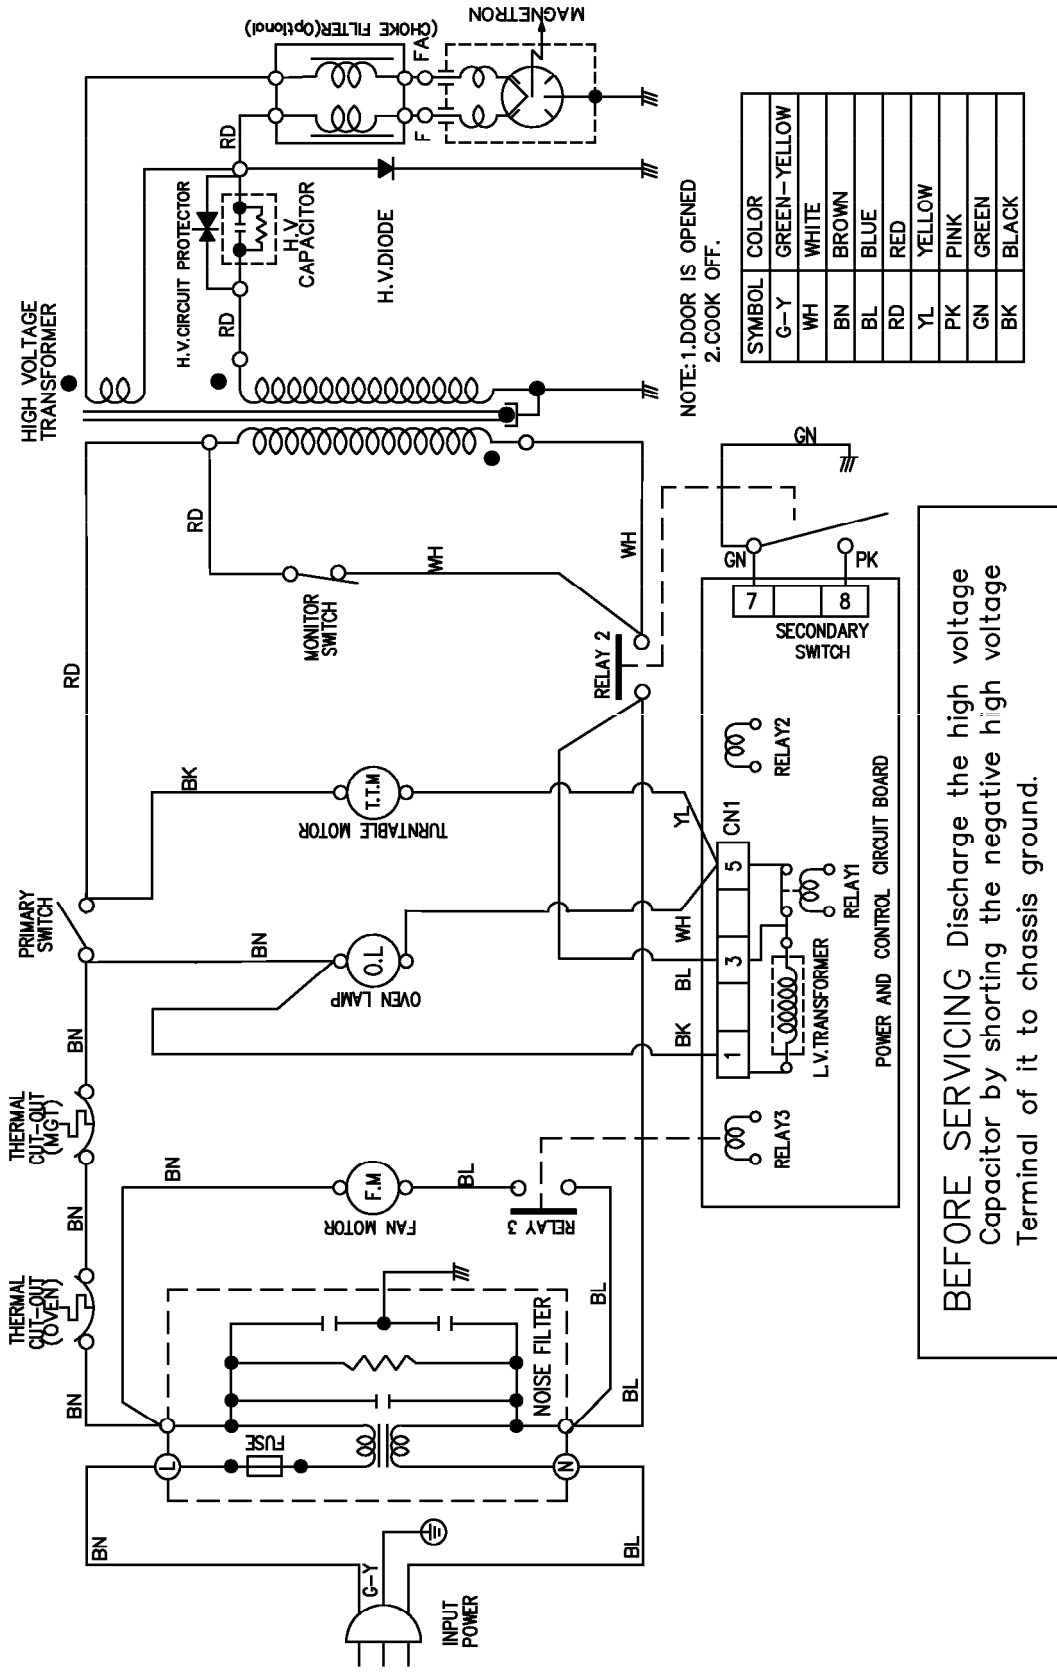 HIGH VOLTAGE
TRANSFORMER
H.V.CIRCUIT PROTECTOR
RD
RD
H.V
CAPACITOR
H.V.DIODE
(CHOKE FILTER(Optional)
F
FA
MAGNETRON
NOTE: 1.DOOR IS OPENED
2.COOK OFF.
SYMBOL COLOR
G-Y GREEN-YELLOW
WH WHITE
BN BROWN
BL BLUE
RD RED
YL YELLOW
PK PINK
GN GREEN
BK BLACK
RD
RD
MONITOR
SWITCH
WH
WH
RELAY 2
GN
GN
PK
7
8
SECONDARY
SWITCH
PRIMARY
SWITCH
BK
T.T.M
TURNTABLE MOTOR
YL
BN
O.L
OVEN LAMP
WH
BL
BK
CN1
5
3
1
RELAY2
RELAY1
L.V.TRANSFORMER
RELAY3
POWER AND CONTROL CIRCUIT BOARD
THERMAL
CUT-OUT
(MGT)
BN
BN
THERMAL
CUT-OUT
(OVEN)
BN
BN
F.M
FAN MOTOR
BL
RELAY 3
BL
NOISE FILTER
BL
FUSE
L
N
BN
G-Y
BL
INPUT
POWER
BEFORE SERVICING Discharge the high voltage
Capacitor by shorting the negative high voltage
Terminal of it to chassis ground.